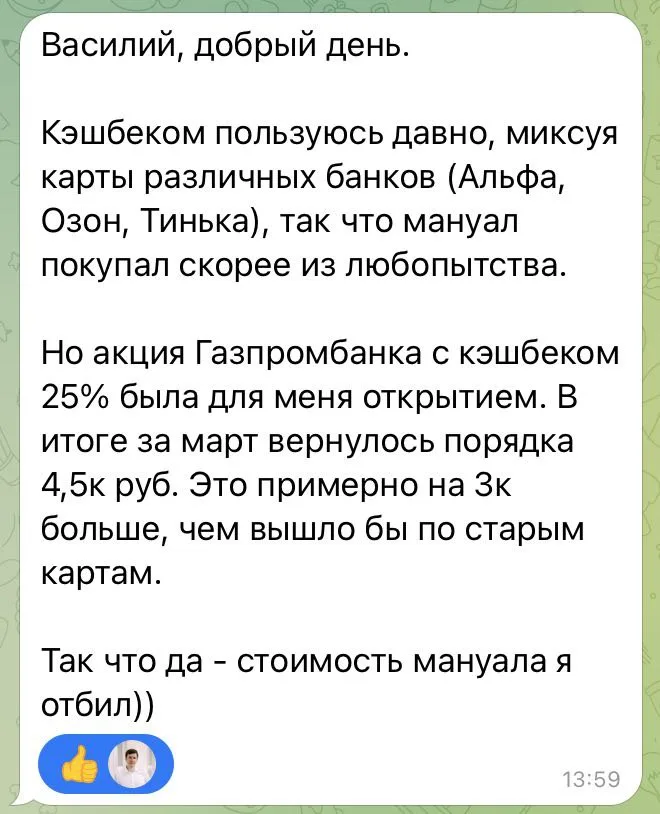 Василий, добрый день.
Кэшбеком пользуюсь давно, миксуя
карты различных банков (Альфа,
Озон, Тинька), так что мануал
покупал скорее из любопытства.
Но акция Газпромбанка с кэшбеком
25% была для меня открытием. В
итоге за март вернулось порядка
4,5к руб. Это примерно на 3к
больше, чем вышло бы по старым
картам.
Так что да - стоимость мануала я
отбил))
13:59